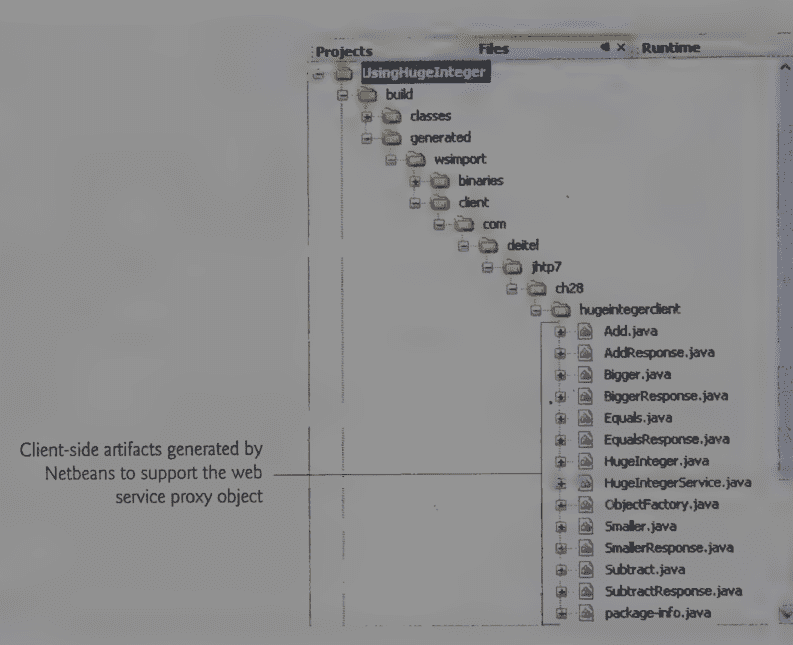 Projects Files Runtime
UsingHugeInteger
build
classes
generated
wsimport
binaries
client
com
deitel
jhtp7
ch28
hugeintegerclient
Add.java
AddResponse.java
Bigger.java
BiggerResponse.java
Equals.java
EqualsResponse.java
HugeInteger.java
HugeIntegerService.java
ObjectFactory.java
Smaller.java
SmallerResponse.java
Subtract.java
SubtractResponse.java
package-info.java
Client-side artifacts generated by
Netbeans to support the web
service proxy object